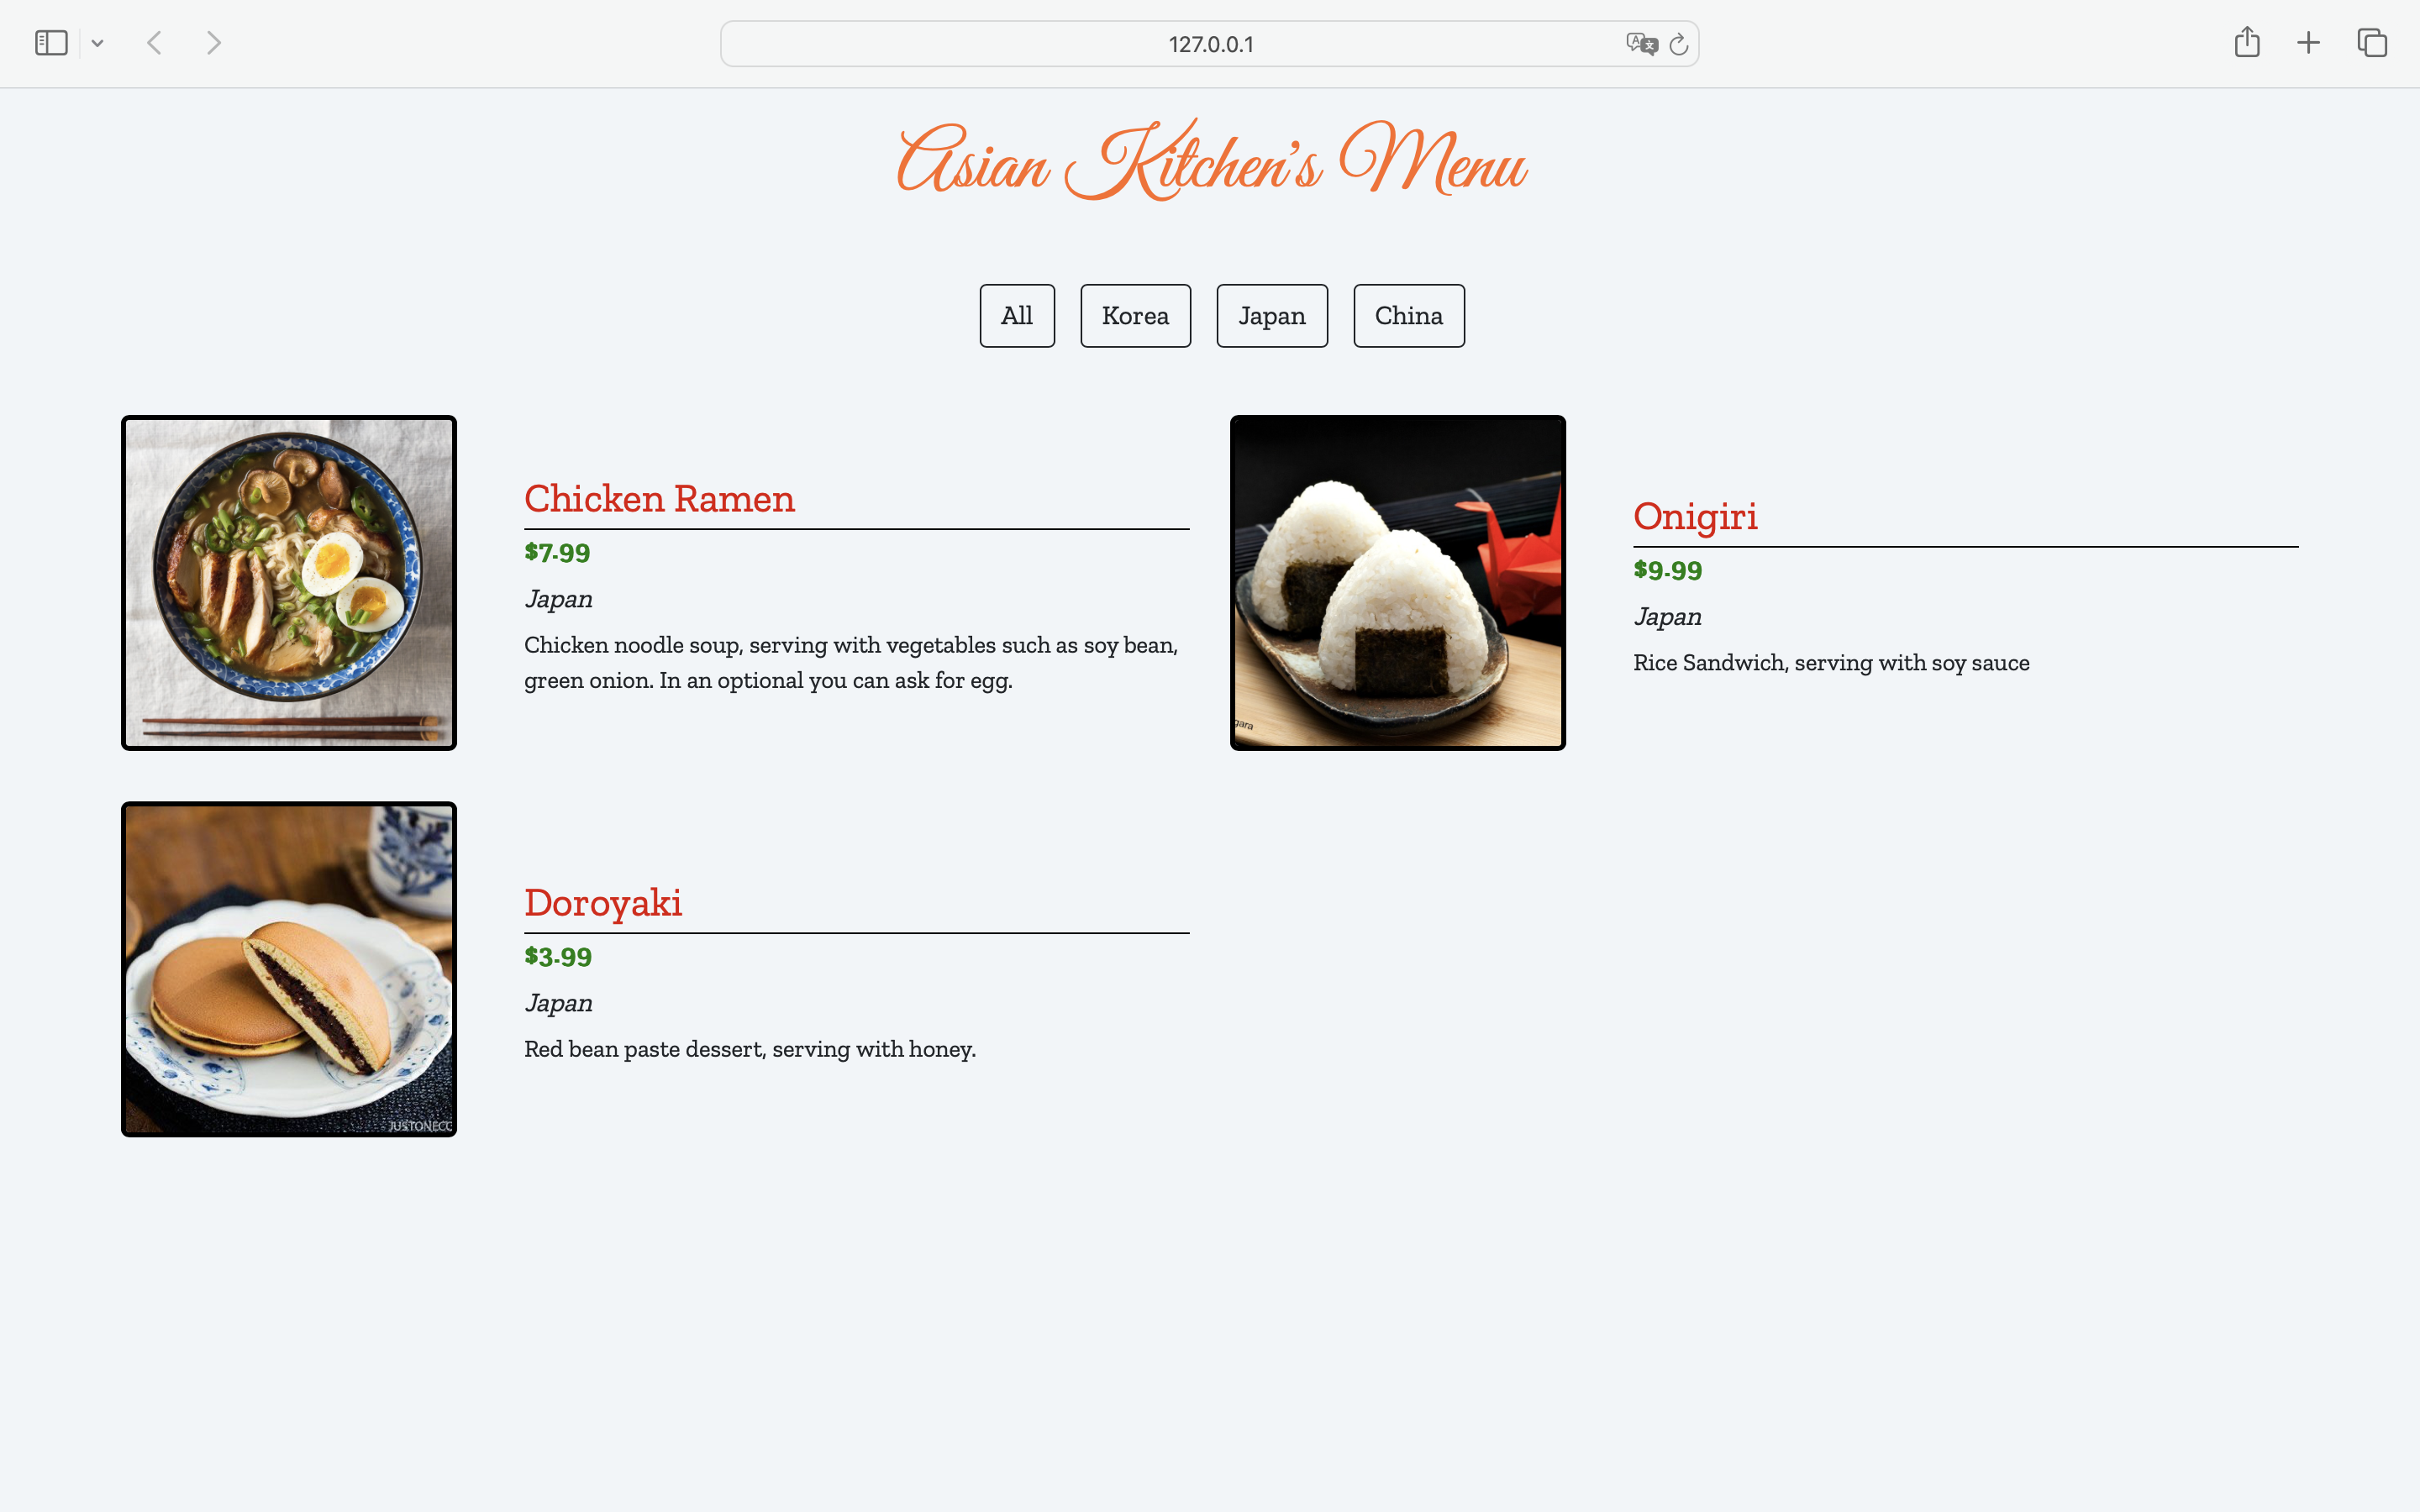 127.0.0.1
Asian Kitchen's Menu
All
Korea
Japan
China
Chicken Ramen
$7.99
Japan
Chicken noodle soup, serving with vegetables such as soy bean,
green onion. In an optional you can ask for egg.
Onigiri
$9.99
Japan
Rice Sandwich, serving with soy sauce
gara
Doroyaki
$3.99
Japan
Red bean paste dessert, serving with honey.
JUSTONEC